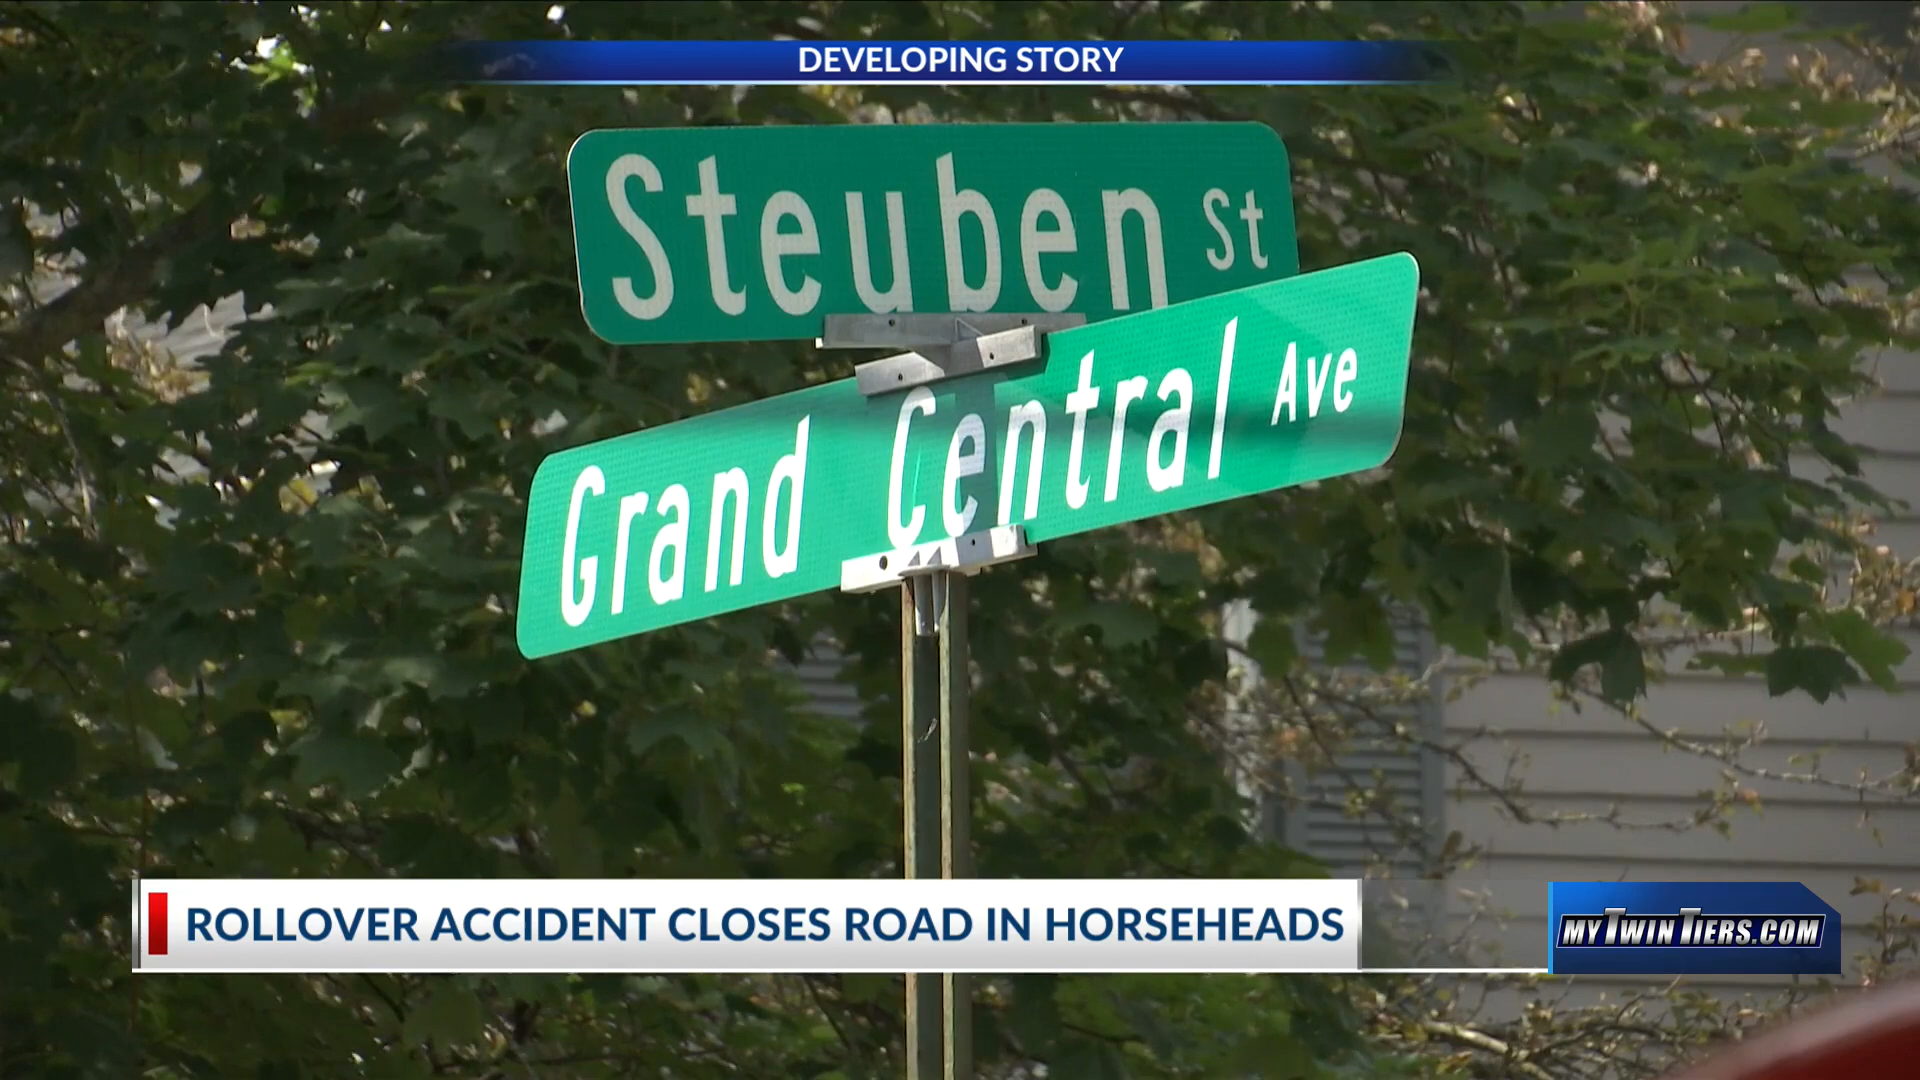 DEVELOPING STORY
Steuben St
Grand Central Ave
ROLLOVER ACCIDENT CLOSES ROAD IN HORSEHEADS
MYTWINTIERS.COM